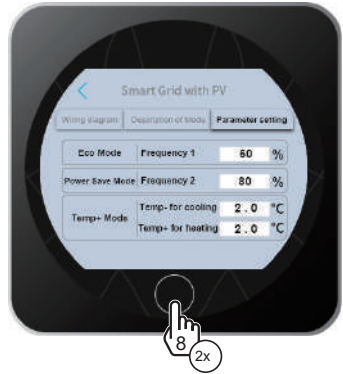 Smart Grid with PV
Wiring diagram Description of Mode Parameter setting
Eco Mode Frequency 1 60 %
Power Save Mode Frequency 2 80 %
Temp+ Mode
Temp- for cooling 2.0 °C
Temp+ for heating 2.0 °C
8
2x